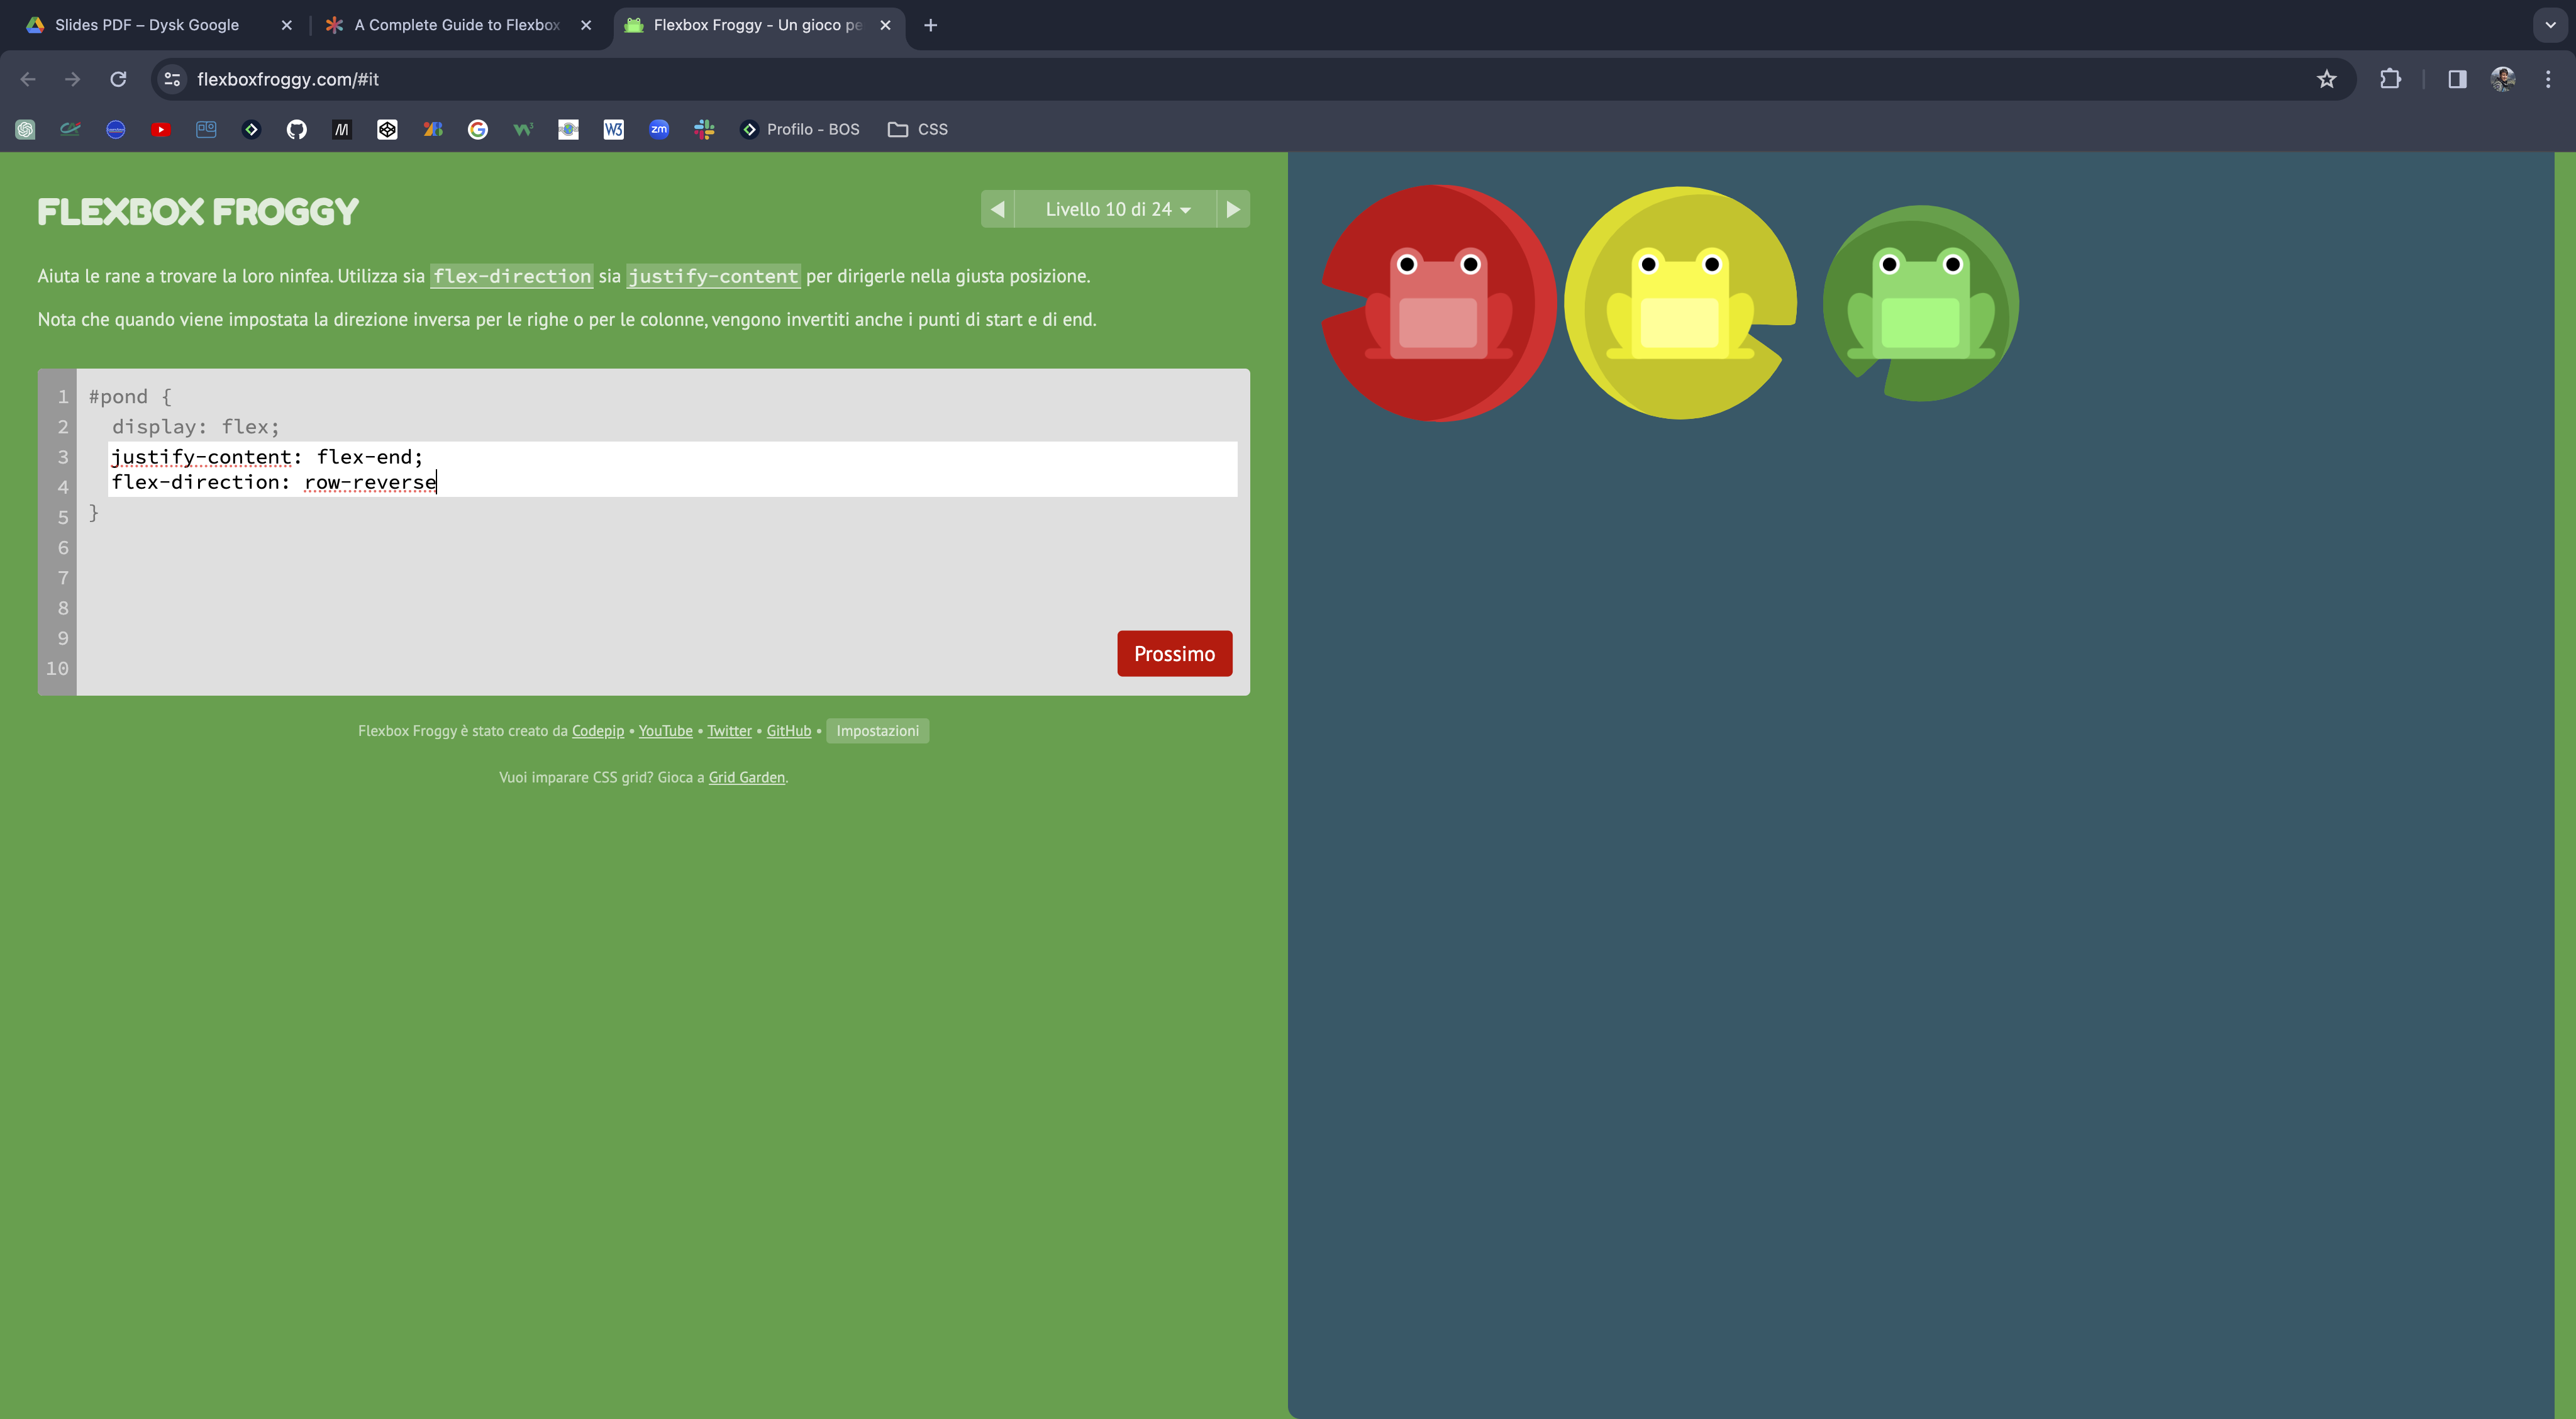 Slides PDF – Dysk Google
A Complete Guide to Flexbox
Flexbox Froggy - Un gioco pe
flexboxfroggy.com/#it
W3
zm
Profilo - BOS
CSS
FLEXBOX FROGGY
Livello 10 di 24
Aiuta le rane a trovare la loro ninfea. Utilizza sia flex-direction sia justify-content per dirigerle nella giusta posizione.
Nota che quando viene impostata la direzione inversa per le righe o per le colonne, vengono invertiti anche i punti di start e di end.
1 #pond {
2 display: flex;
3 justify-content: flex-end;
4 flex-direction: row-reverse
5 }
6
7
8
9
10
Prossimo
Flexbox Froggy è stato creato da Codepip • YouTube • Twitter • GitHub • Impostazioni
Vuoi imparare CSS grid? Gioca a Grid Garden.